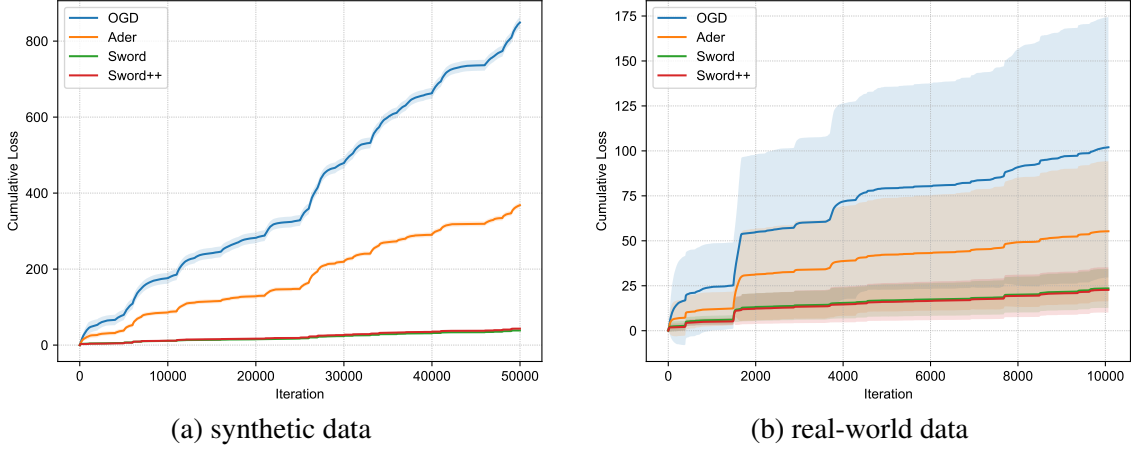 OGD
Ader
Sword
Sword++
Cumulative Loss
800
600
400
200
0
0
10000
20000
30000
40000
50000
Iteration
(a) synthetic data
OGD
Ader
Sword
Sword++
Cumulative Loss
175
150
125
100
75
50
25
0
0
2000
4000
6000
8000
10000
Iteration
(b) real-world data